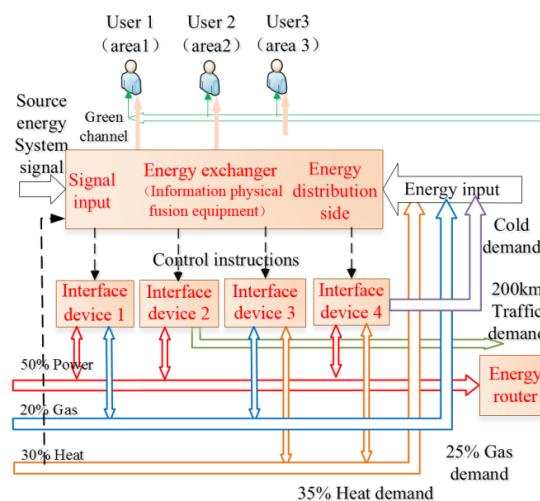 User 1
(area1)
User 2
(area2)
User3
(area 3)
Source
energy
System
signal
Green
channel
Signal
input
Energy exchanger
(Information physical
fusion equipment)
Energy
distribution
side
Energy input
Cold
demand
Control instructions
Interface
device 1
Interface
device 2
Interface
device 3
Interface
device 4
200km
Traffic
demand
50% Power
Energy
router
20% Gas
30% Heat
25% Gas
demand
35% Heat demand